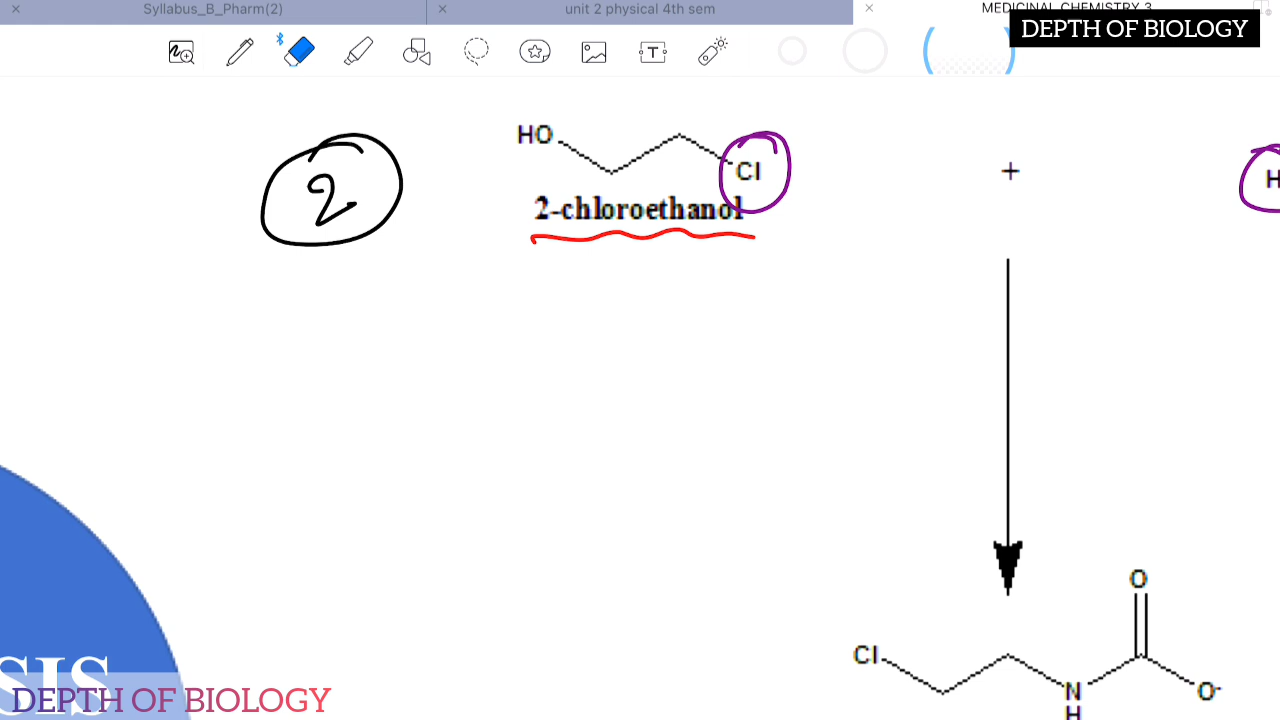 Syllabus_B_Pharm(2)
unit 2 physical 4th sem
MEDICINAL CHEMISTRY 3
DEPTH OF BIOLOGY
T
2
HO
Cl
+
H
2-chloroethanol
O
Cl
N
H
O-
SIS
DEPTH OF BIOLOGY